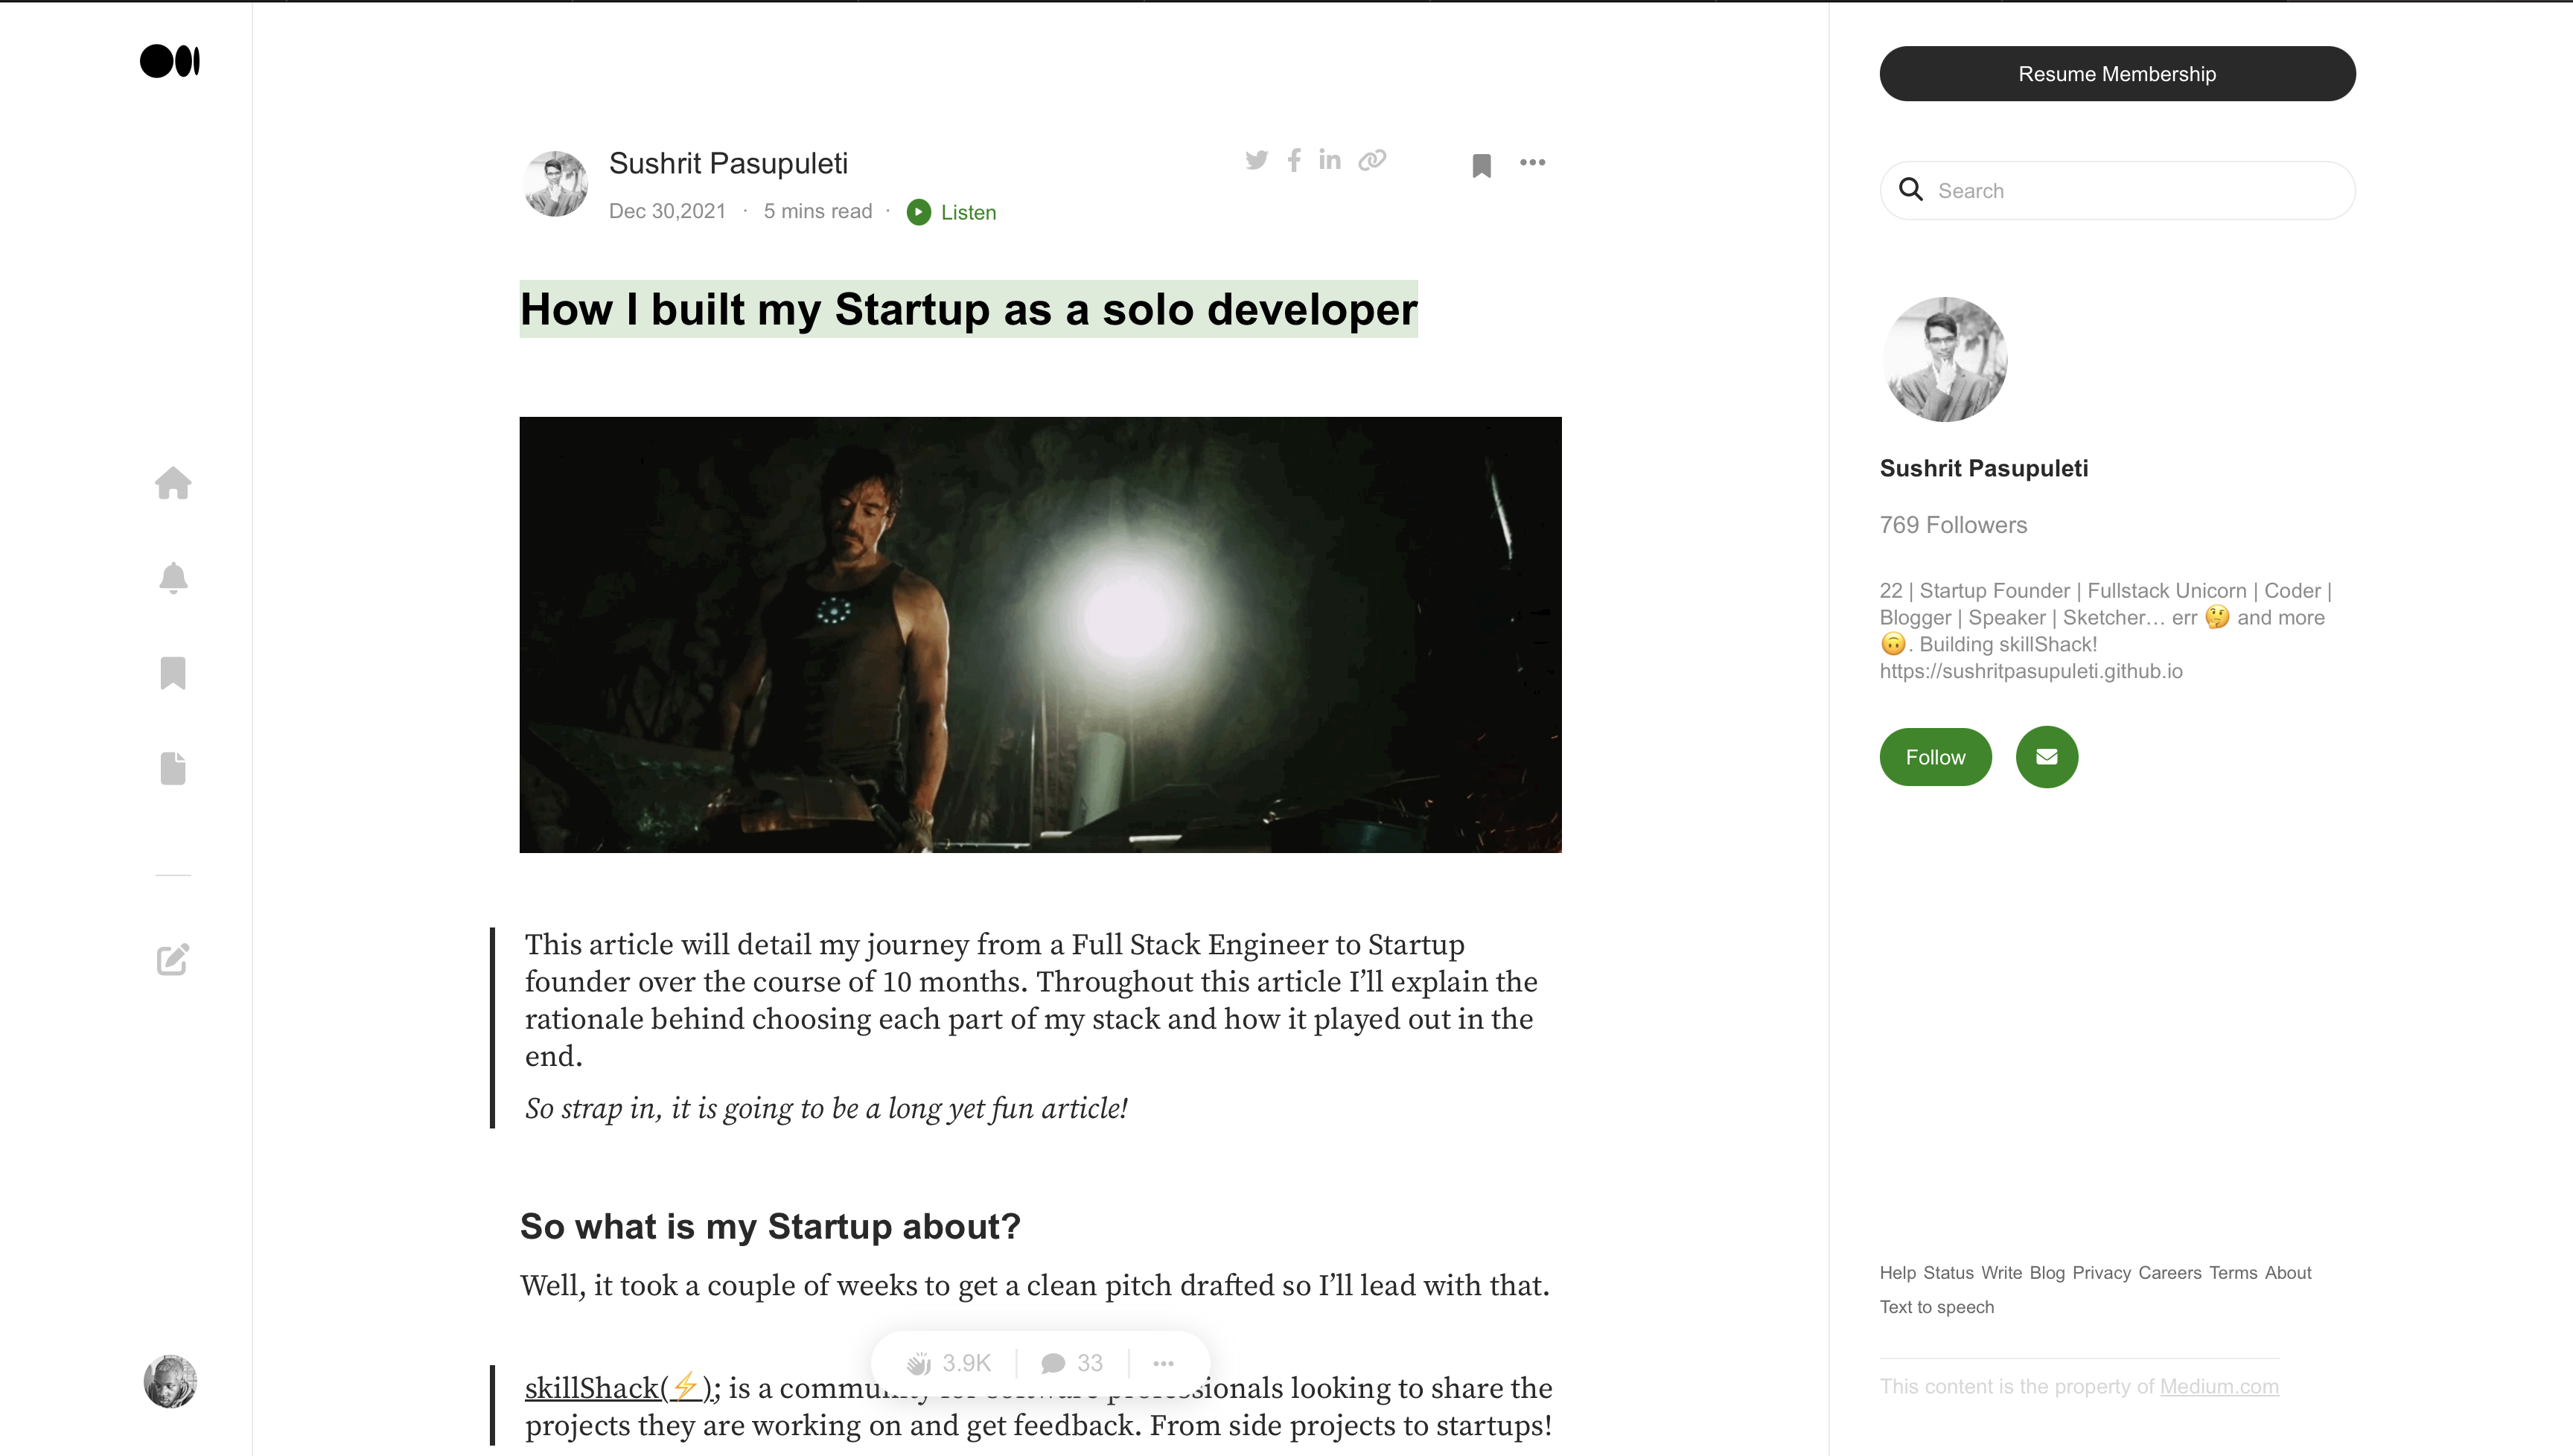 Sushrit Pasupuleti
Dec 30,2021 · 5 mins read · Listen
How I built my Startup as a solo developer
This article will detail my journey from a Full Stack Engineer to Startup
founder over the course of 10 months. Throughout this article I’ll explain the
rationale behind choosing each part of my stack and how it played out in the
end.
So strap in, it is going to be a long yet fun article!
So what is my Startup about?
Well, it took a couple of weeks to get a clean pitch drafted so I’ll lead with that.
3.9K 33
skillShack(⚡); is a community for software professionals looking to share the
projects they are working on and get feedback. From side projects to startups!
Resume Membership
Search
Sushrit Pasupuleti
769 Followers
22 | Startup Founder | Fullstack Unicorn | Coder |
Blogger | Speaker | Sketcher… err 🤔 and more
🙃. Building skillShack!
https://sushritpasupuleti.github.io
Follow
Help Status Write Blog Privacy Careers Terms About
Text to speech
This content is the property of Medium.com